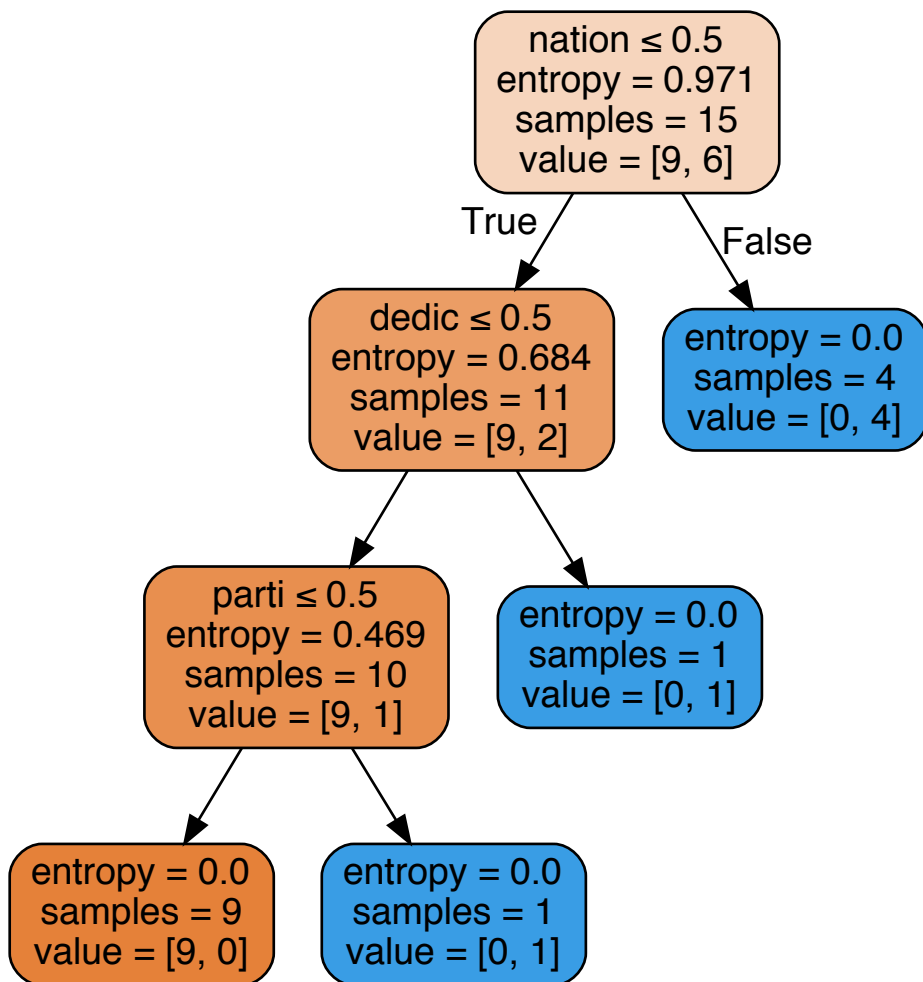 nation ≤ 0.5
entropy = 0.971
samples = 15
value = [9, 6]
True
False
dedic ≤ 0.5
entropy = 0.684
samples = 11
value = [9, 2]
entropy = 0.0
samples = 4
value = [0, 4]
parti ≤ 0.5
entropy = 0.469
samples = 10
value = [9, 1]
entropy = 0.0
samples = 1
value = [0, 1]
entropy = 0.0
samples = 9
value = [9, 0]
entropy = 0.0
samples = 1
value = [0, 1]